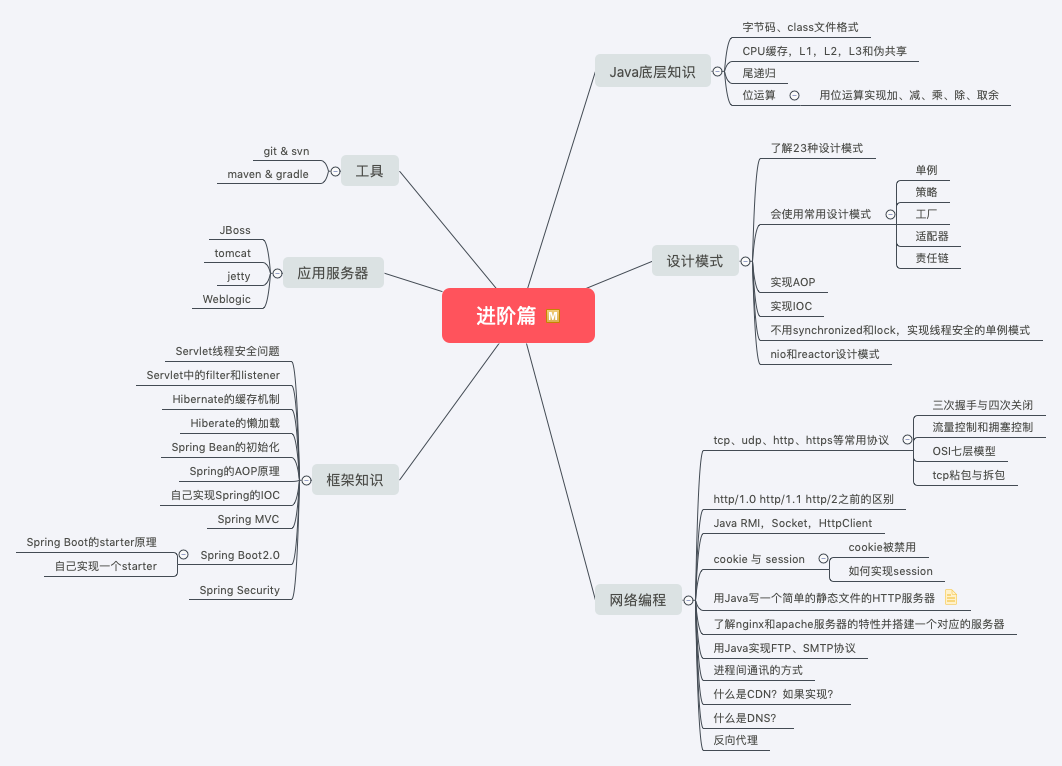 进阶篇 M
Java底层知识
字节码、class文件格式
CPU缓存，L1，L2，L3和伪共享
尾递归
位运算
用位运算实现加、减、乘、除、取余
设计模式
了解23种设计模式
会使用常用设计模式
单例
策略
工厂
适配器
责任链
实现AOP
实现IOC
不用synchronized和lock，实现线程安全的单例模式
nio和reactor设计模式
网络编程
tcp、udp、http、https等常用协议
三次握手与四次关闭
流量控制和拥塞控制
OSI七层模型
tcp粘包与拆包
http/1.0 http/1.1 http/2之前的区别
Java RMI，Socket，HttpClient
cookie 与 session
cookie被禁用
如何实现session
用Java写一个简单的静态文件的HTTP服务器
了解nginx和apache服务器的特性并搭建一个对应的服务器
用Java实现FTP、SMTP协议
进程间通讯的方式
什么是CDN？如果实现？
什么是DNS？
反向代理
工具
git & svn
maven & gradle
应用服务器
JBoss
tomcat
jetty
Weblogic
框架知识
Servlet线程安全问题
Servlet中的filter和listener
Hibernate的缓存机制
Hiberate的懒加载
Spring Bean的初始化
Spring的AOP原理
自己实现Spring的IOC
Spring MVC
Spring Boot2.0
Spring Boot的starter原理
自己实现一个starter
Spring Security